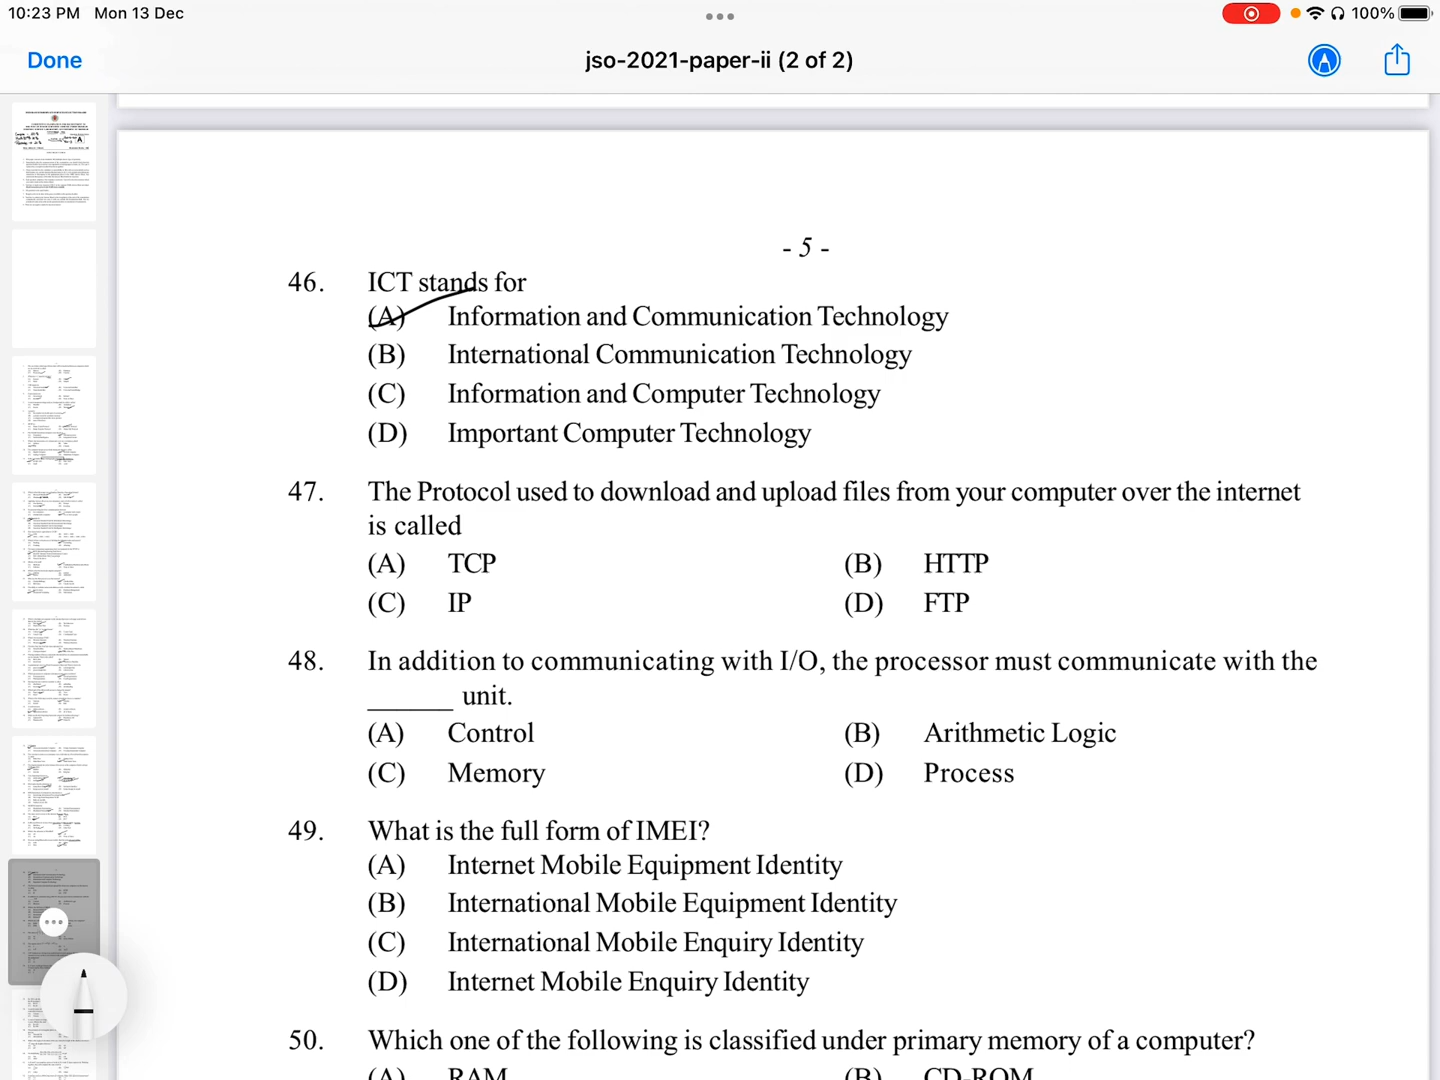 10:23 PM Mon 13 Dec
100%
Done
jso-2021-paper-ii (2 of 2)
- 5 -
46. ICT stands for
(A) Information and Communication Technology
(B) International Communication Technology
(C) Information and Computer Technology
(D) Important Computer Technology
47. The Protocol used to download and upload files from your computer over the internet
is called
(A) TCP (B) HTTP
(C) IP (D) FTP
48. In addition to communicating with I/O, the processor must communicate with the
______ unit.
(A) Control (B) Arithmetic Logic
(C) Memory (D) Process
49. What is the full form of IMEI?
(A) Internet Mobile Equipment Identity
(B) International Mobile Equipment Identity
(C) International Mobile Enquiry Identity
(D) Internet Mobile Enquiry Identity
50. Which one of the following is classified under primary memory of a computer?
(A) RAM (B) CD-ROM